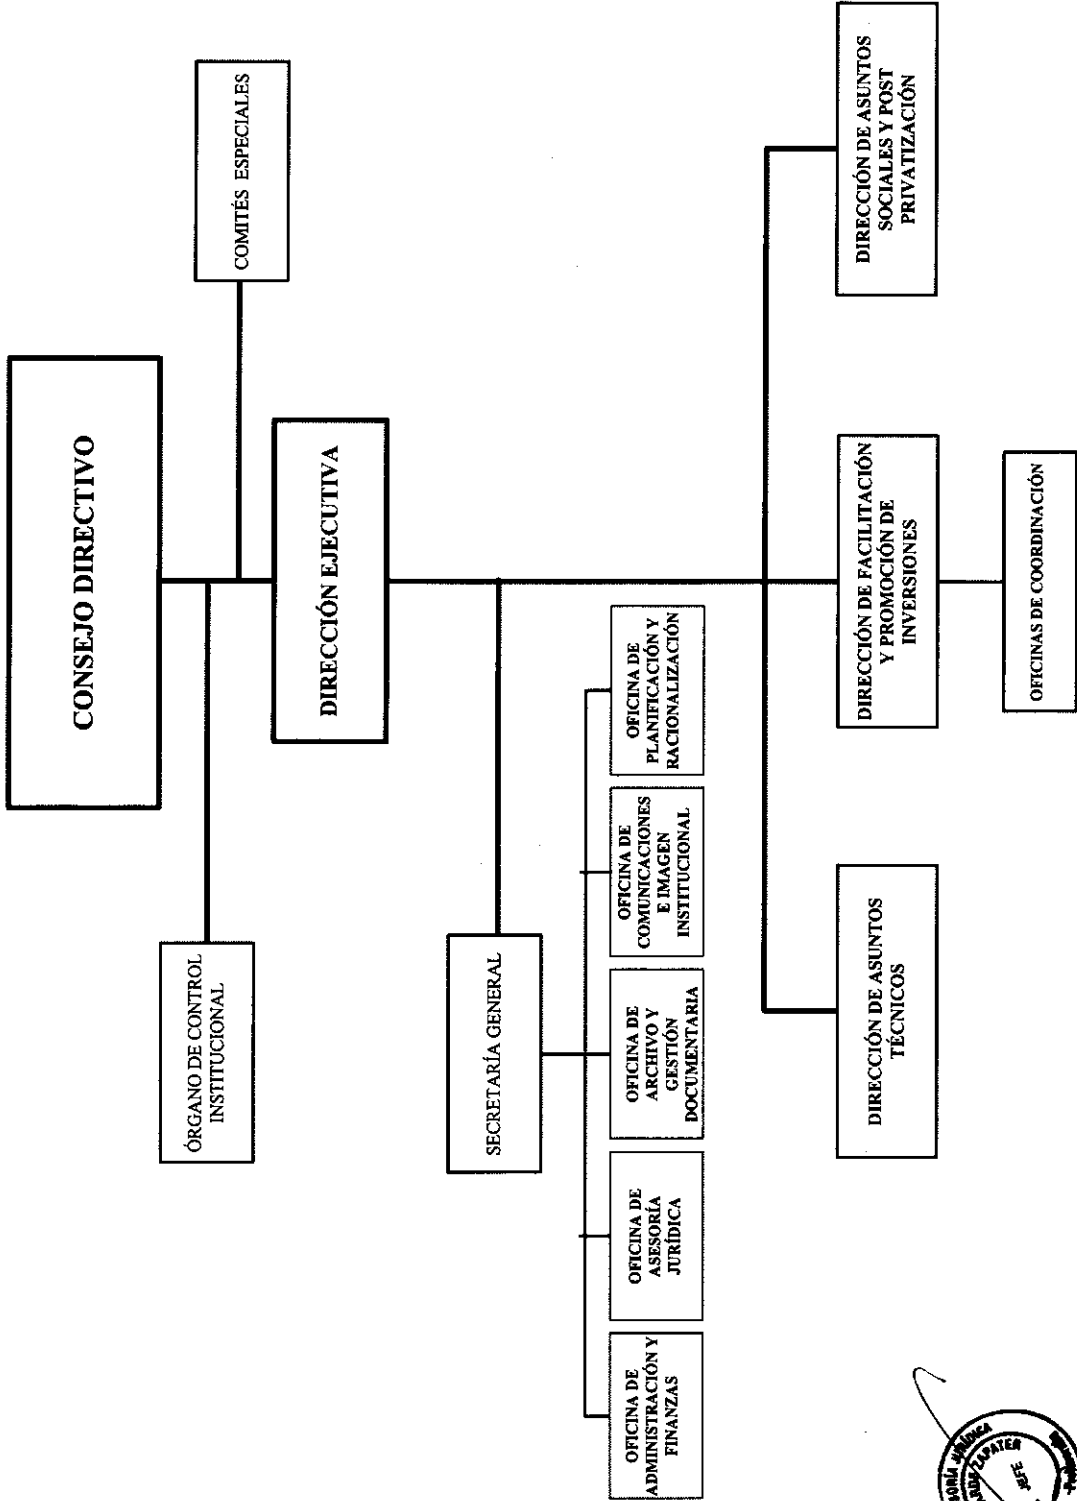 CONSEJO DIRECTIVO
COMITÉS ESPECIALES
ÓRGANO DE CONTROL
INSTITUCIONAL
DIRECCIÓN EJECUTIVA
SECRETARÍA GENERAL
OFICINA DE
ADMINISTRACIÓN Y
FINANZAS
OFICINA DE
ASESORÍA
JURÍDICA
OFICINA DE
ARCHIVO Y
GESTIÓN
DOCUMENTARIA
OFICINA DE
COMUNICACIONES
E IMAGEN
INSTITUCIONAL
OFICINA DE
PLANIFICACIÓN Y
RACIONALIZACIÓN
DIRECCIÓN DE ASUNTOS
TÉCNICOS
DIRECCIÓN DE FACILITACIÓN
Y PROMOCIÓN DE
INVERSIONES
DIRECCIÓN DE ASUNTOS
SOCIALES Y POST
PRIVATIZACIÓN
OFICINAS DE COORDINACIÓN
JURÍDICA
ZAPATER
JEFE